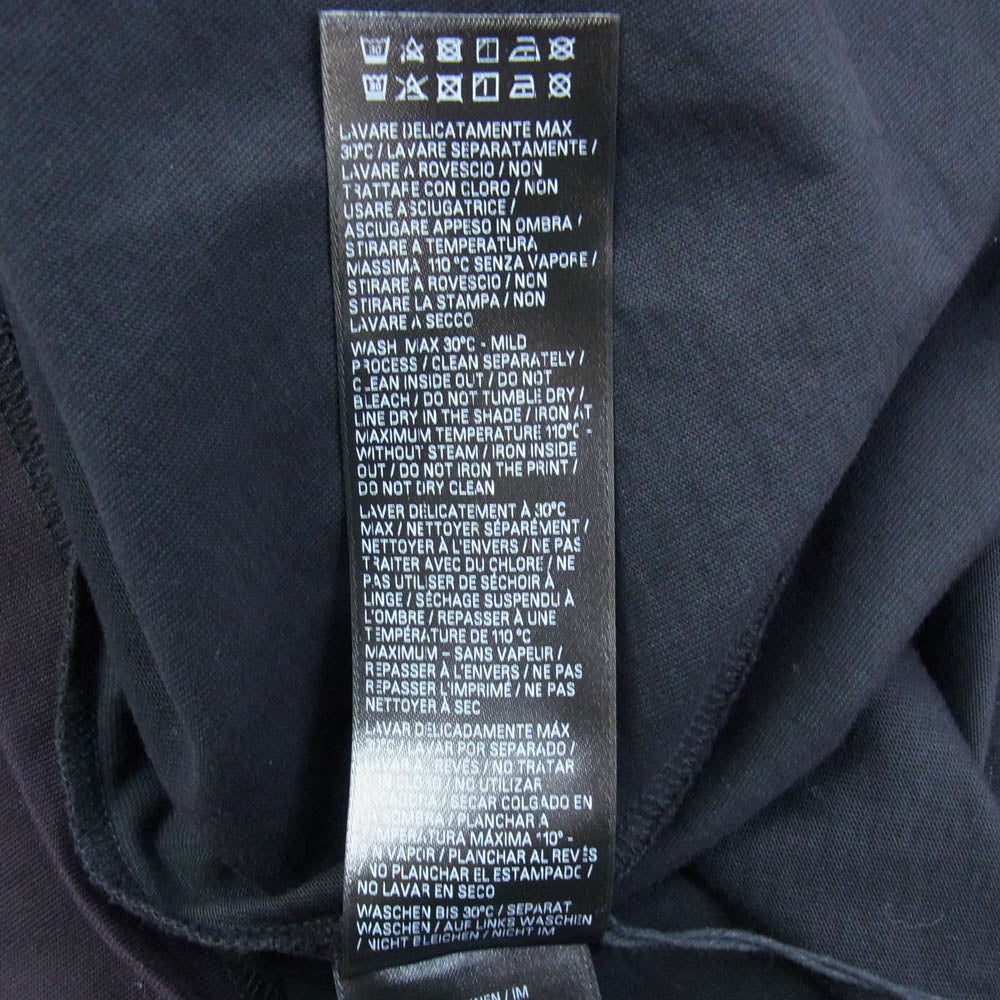 LAVARE DELICATAMENTE MAX
30°C / LAVARE SEPARATAMENTE /
LAVARE A ROVESCIO / NON
TRATTARE CON CLORO / NON
USARE ASCIUGATRICE /
ASCIUGARE APPESO IN OMBRA /
STIRARE A TEMPERATURA
MASSIMA 110 °C SENZA VAPORE /
STIRARE A ROVESCIO / NON
STIRARE LA STAMPA / NON
LAVARE A SECCO
WASH MAX 30°C - MILD
PROCESS / CLEAN SEPARATELY /
CLEAN INSIDE OUT / DO NOT
BLEACH / DO NOT TUMBLE DRY /
LINE DRY IN THE SHADE / IRON AT
MAXIMUM TEMPERATURE 110°C -
WITHOUT STEAM / IRON INSIDE
OUT / DO NOT IRON THE PRINT /
DO NOT DRY CLEAN
LAVER DÉLICATEMENT À 30°C
MAX / NETTOYER SÉPARÉMENT /
NETTOYER À L'ENVERS / NE PAS
TRAITER AVEC DU CHLORE / NE
PAS UTILISER DE SÉCHOIR À
LINGE / SÉCHAGE SUSPENDU À
L'OMBRE / REPASSER À UNE
TEMPÉRATURE DE 110 °C
MAXIMUM – SANS VAPEUR /
REPASSER À L'ENVERS / NE PAS
REPASSER L'IMPRIMÉ / NE PAS
NETTOYER À SEC
LAVAR DELICADAMENTE MÁX
/ LAVAR POR SEPARADO /
REVÉS / NO TRATAR
/ NO UTILIZAR
/ SECAR COLGADO EN
SOMBRA / PLANCHAR A
TEMPERATURA MÁXIMA 110° -
VAPOR / PLANCHAR AL REVÉS
/ NO PLANCHAR EL ESTAMPADO /
NO LAVAR EN SECO
WASCHEN BIS 30°C / SEPARAT
WASCHEN / AUF LINKS WASCHEN
/ NICHT BLEICHEN / NICHT IM
/ IM